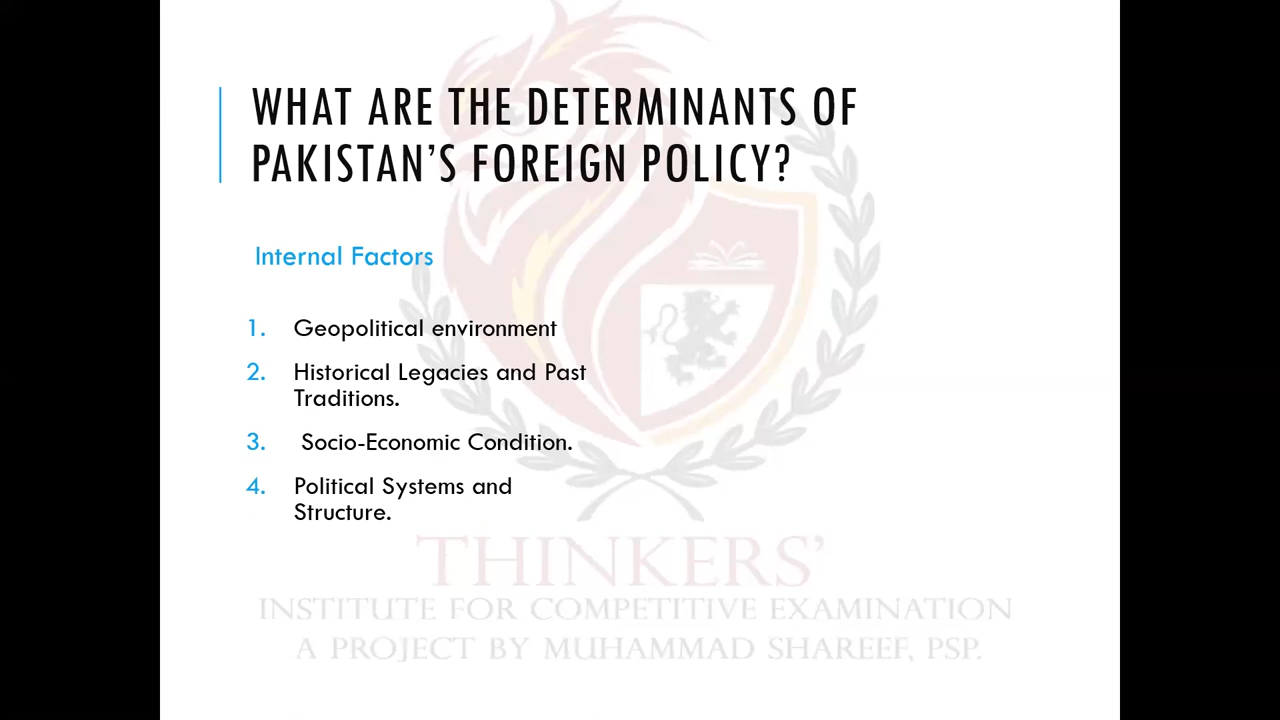 WHAT ARE THE DETERMINANTS OF
PAKISTAN’S FOREIGN POLICY?
Internal Factors
1. Geopolitical environment
2. Historical Legacies and Past
Traditions.
3. Socio-Economic Condition.
4. Political Systems and
Structure.
THINKERS’
INSTITUTE FOR COMPETITIVE EXAMINATION
A PROJECT BY MUHAMMAD SHAREEF, PSP.